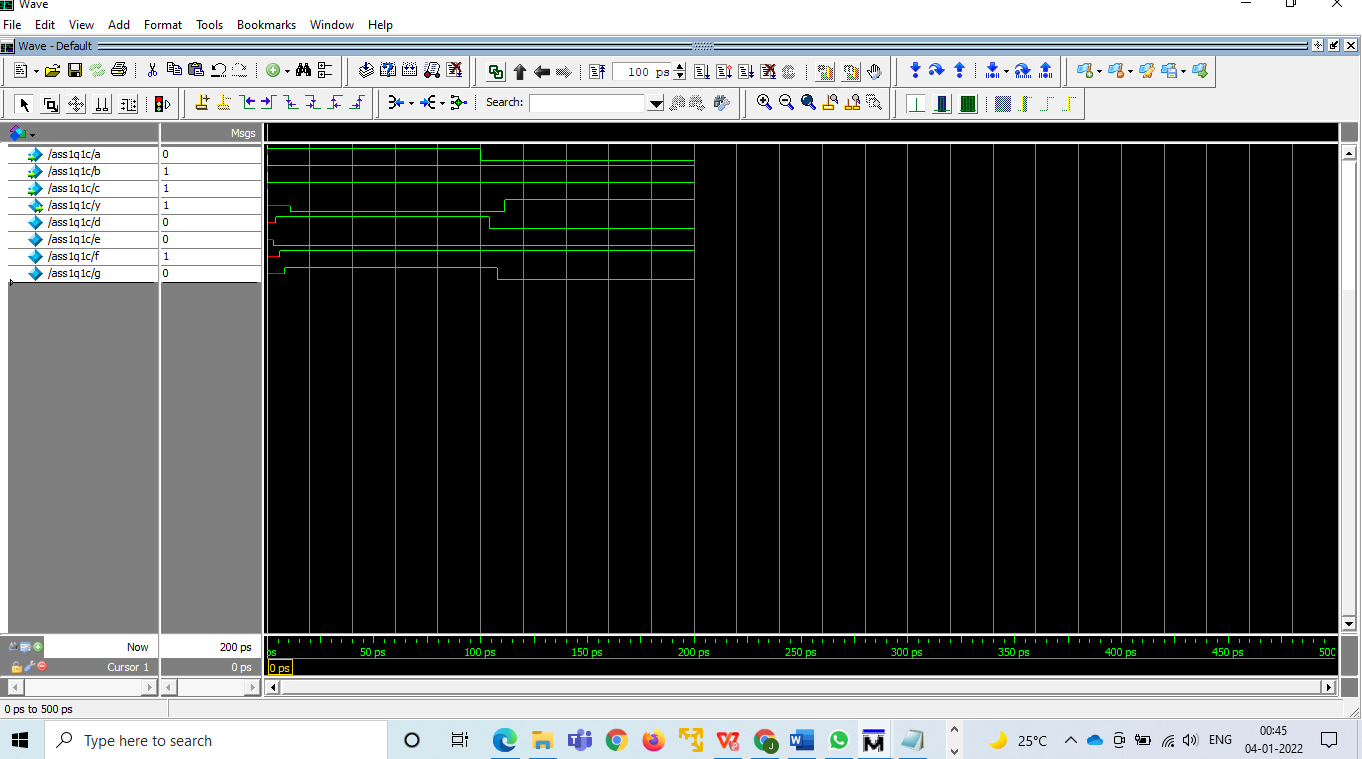 Wave
File Edit View Add Format Tools Bookmarks Window Help
Wave - Default
100 ps
Search:
Msgs
/ass1q1c/a 0
/ass1q1c/b 1
/ass1q1c/c 1
/ass1q1c/y 1
/ass1q1c/d 0
/ass1q1c/e 0
/ass1q1c/f 1
/ass1q1c/g 0
Now 200 ps
ps 50 ps 100 ps 150 ps 200 ps 250 ps 300 ps 350 ps 400 ps 450 ps 500
Cursor 1 0 ps 0 ps
0 ps to 500 ps
Type here to search
25°C
ENG
00:45
04-01-2022